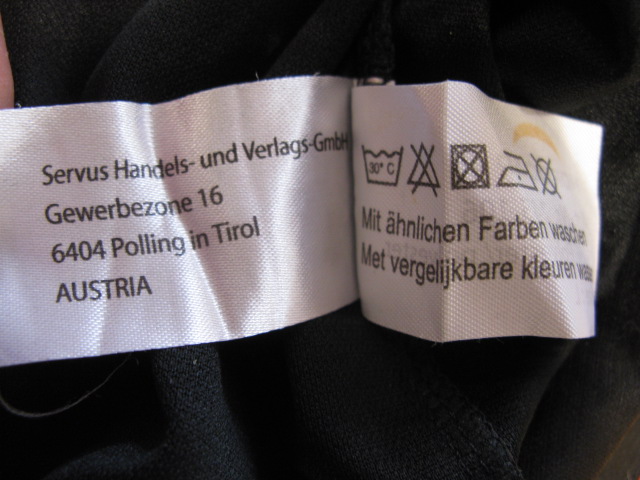 Servus Handels- und Verlags-GmbH
Gewerbezone 16
6404 Polling in Tirol
AUSTRIA
30° C
Mit ähnlichen Farben waschen
Met vergelijkbare kleuren